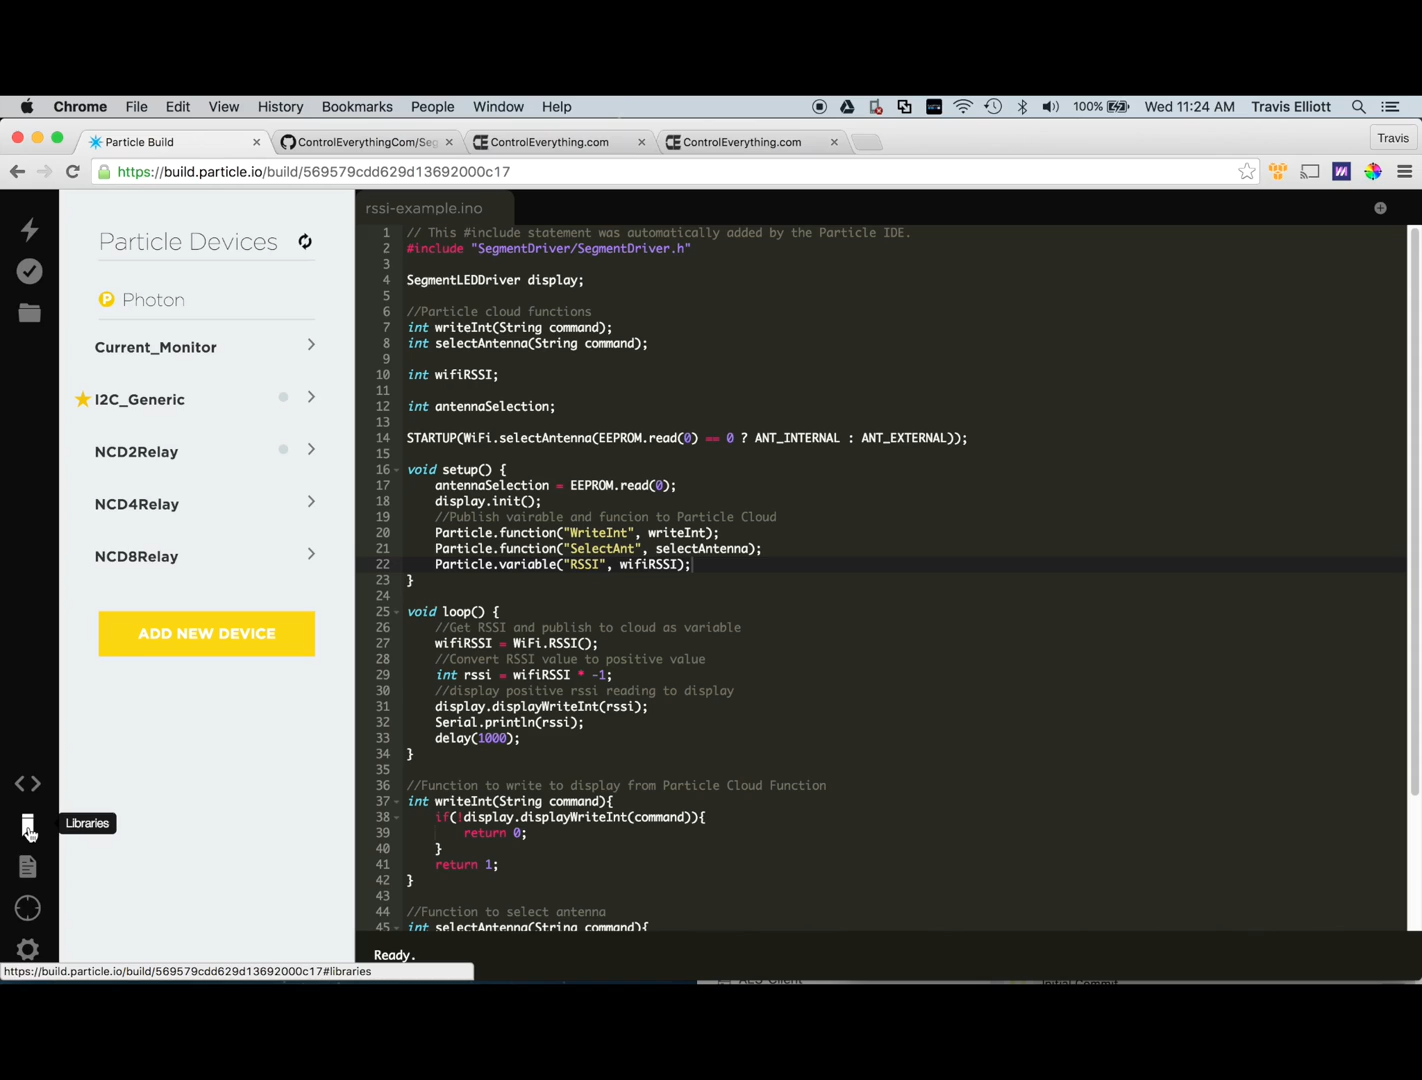 Chrome File Edit View History Bookmarks People Window Help 100% Wed 11:24 AM Travis Elliott
Particle Build ControlEverythingCom/Seg ControlEverything.com ControlEverything.com Travis
https://build.particle.io/build/569579cdd629d13692000c17
Particle Devices
P Photon
Current_Monitor
I2C_Generic
NCD2Relay
NCD4Relay
NCD8Relay
ADD NEW DEVICE
Libraries
rssi-example.ino
1 // This #include statement was automatically added by the Particle IDE.
2 #include "SegmentDriver/SegmentDriver.h"
3
4 SegmentLEDDriver display;
5
6 //Particle cloud functions
7 int writeInt(String command);
8 int selectAntenna(String command);
9
10 int wifiRSSI;
11
12 int antennaSelection;
13
14 STARTUP(WiFi.selectAntenna(EEPROM.read(0) == 0 ? ANT_INTERNAL : ANT_EXTERNAL));
15
16 void setup() {
17 antennaSelection = EEPROM.read(0);
18 display.init();
19 //Publish vairable and funcion to Particle Cloud
20 Particle.function("WriteInt", writeInt);
21 Particle.function("SelectAnt", selectAntenna);
22 Particle.variable("RSSI", wifiRSSI);
23 }
24
25 void loop() {
26 //Get RSSI and publish to cloud as variable
27 wifiRSSI = WiFi.RSSI();
28 //Convert RSSI value to positive value
29 int rssi = wifiRSSI * -1;
30 //display positive rssi reading to display
31 display.displayWriteInt(rssi);
32 Serial.println(rssi);
33 delay(1000);
34 }
35
36 //Function to write to display from Particle Cloud Function
37 int writeInt(String command){
38 if(!display.displayWriteInt(command)){
39 return 0;
40 }
41 return 1;
42 }
43
44 //Function to select antenna
45 int selectAntenna(String command){
Ready.
https://build.particle.io/build/569579cdd629d13692000c17#libraries